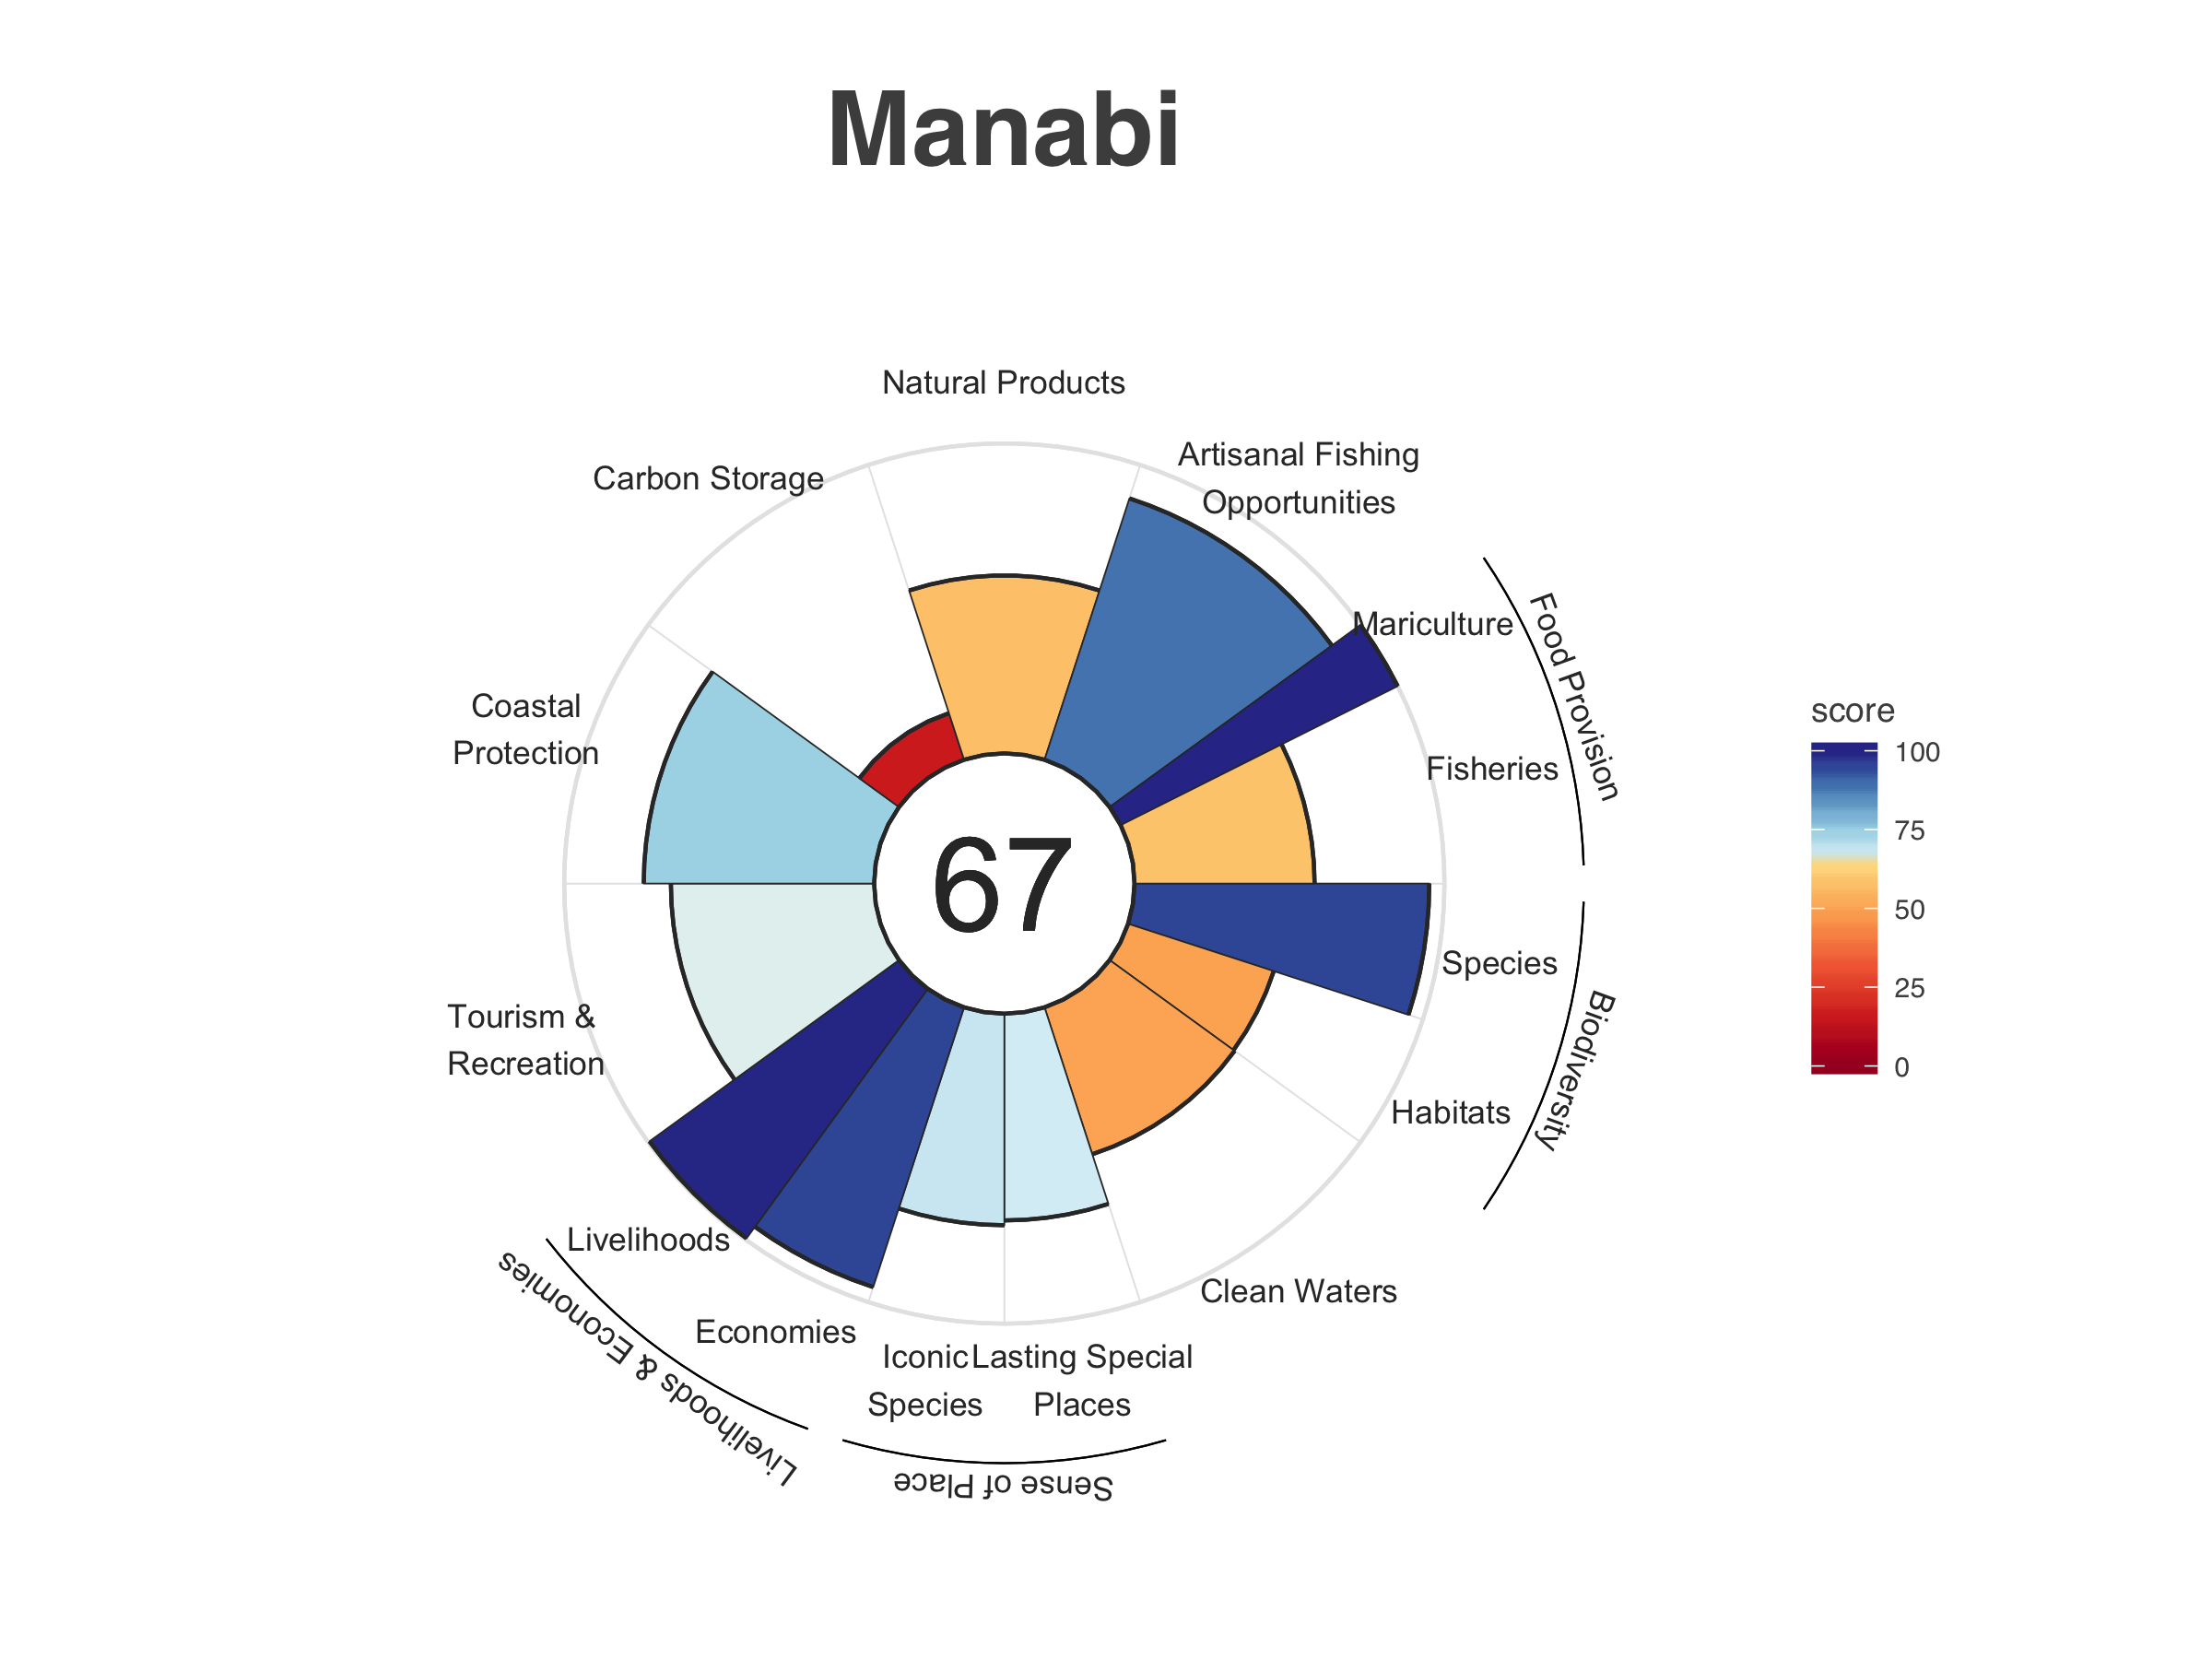 Manabi
Natural Products
Artisanal Fishing
Opportunities
Carbon Storage
Mariculture
Food Provision
Coastal
Protection
Fisheries
score
100
75
50
25
0
67
Species
Biodiversity
Tourism &
Recreation
Habitats
Livelihoods
Clean Waters
Economies
Livelihoods & Economies
Iconic
Species
Lasting Special
Places
Sense of Place